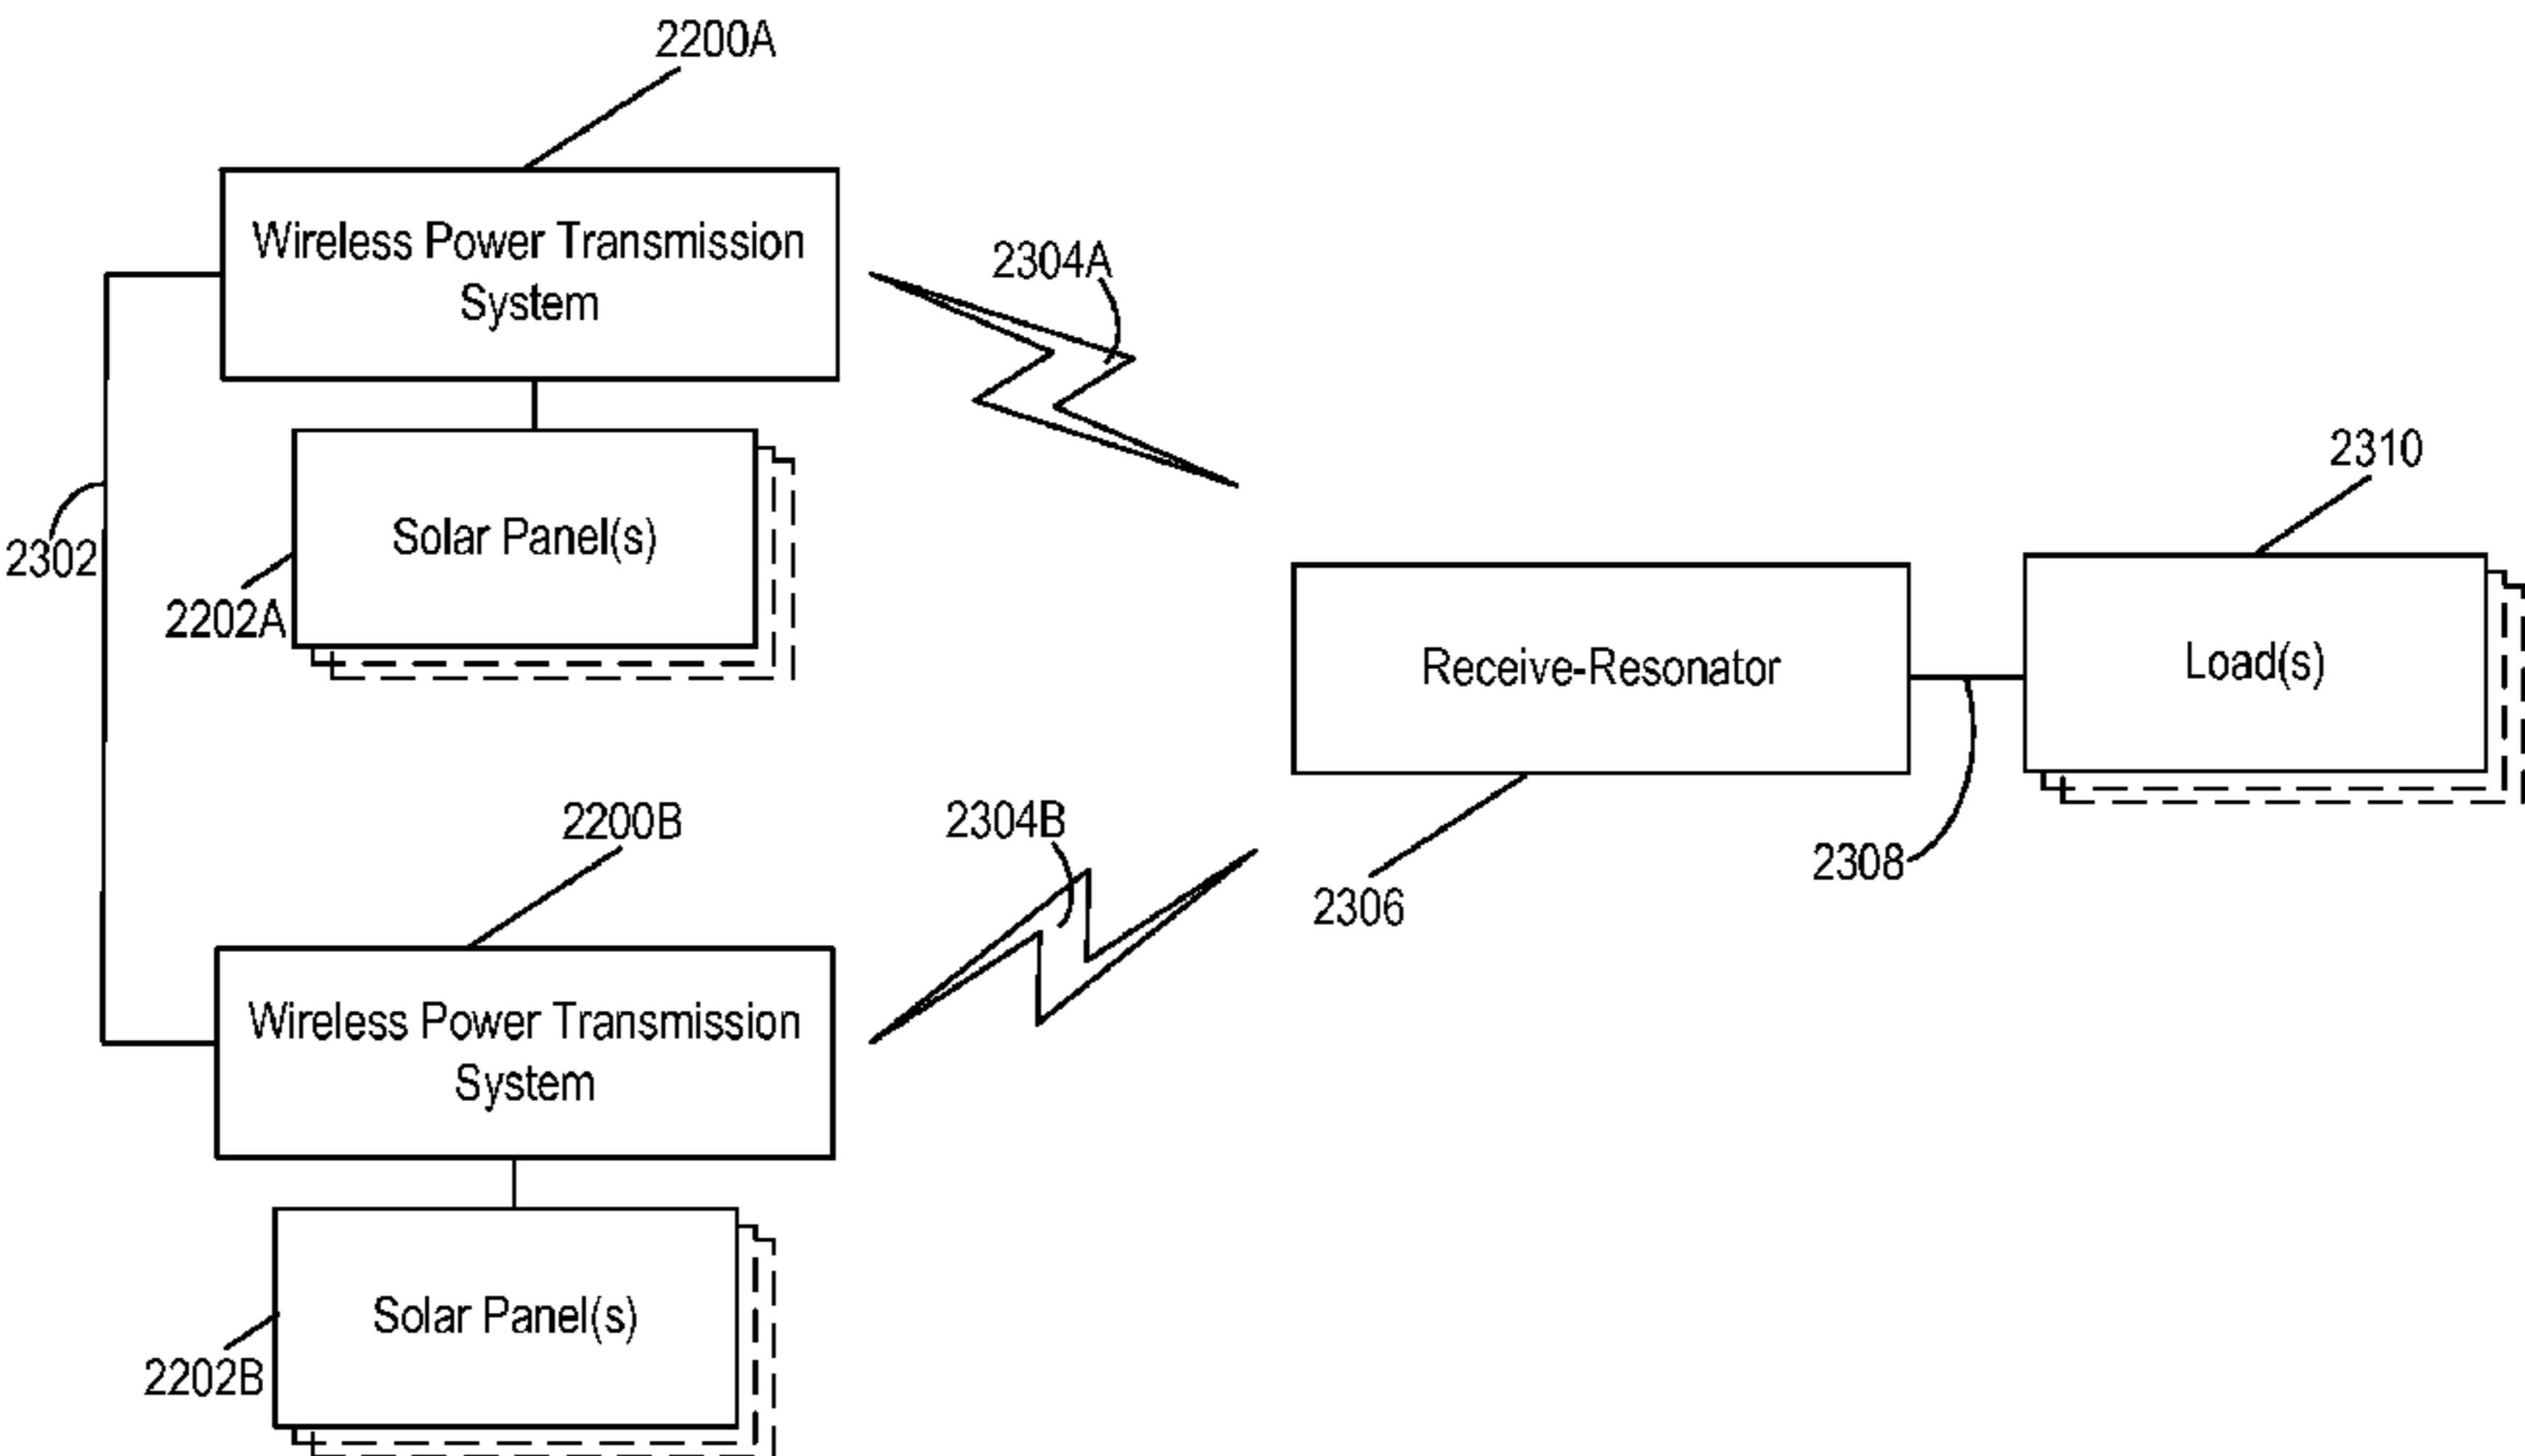 2200A
Wireless Power Transmission
System
2304A
2302
Solar Panel(s)
2202A
2310
Receive-Resonator
Load(s)
2200B
2304B
2308
2306
Wireless Power Transmission
System
Solar Panel(s)
2202B